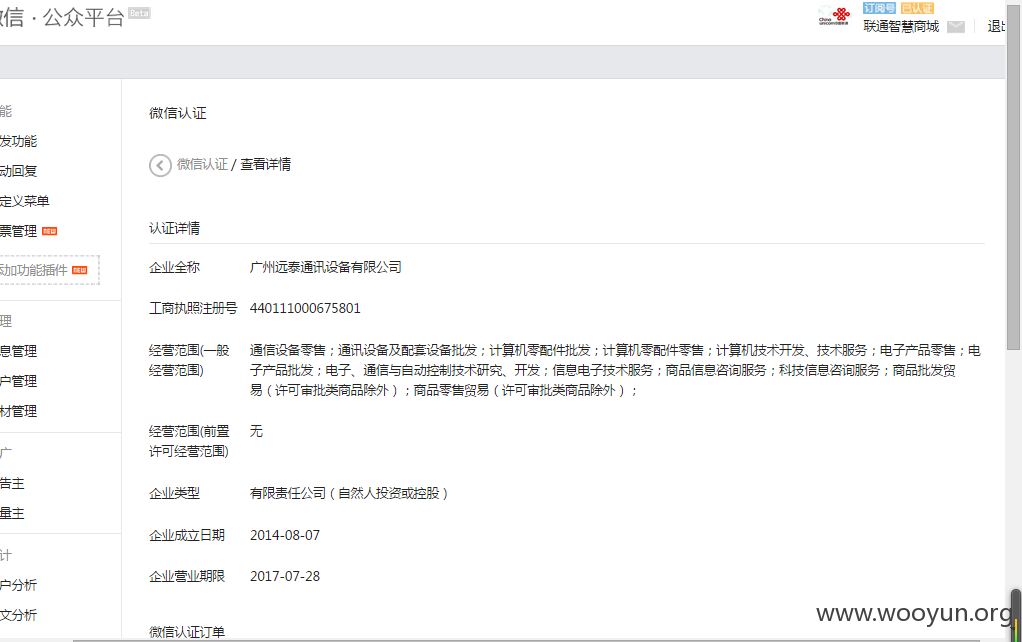 微信 · 公众平台 Beta
订阅号 已认证
联通智慧商城 退出
能
发功能
动回复
定义菜单
票管理 NEW
动加功能插件 NEW
理
息管理
户管理
材管理
广
告主
量主
计
户分析
文分析
微信认证
微信认证 / 查看详情
认证详情
企业全称 广州远泰通讯设备有限公司
工商执照注册号 440111000675801
经营范围(一般经营范围) 通信设备零售；通讯设备及配套设备批发；计算机零配件批发；计算机零配件零售；计算机技术开发、技术服务；电子产品零售；电
子产品批发；电子、通信与自动控制技术研究、开发；信息电子技术服务；商品信息咨询服务；科技信息咨询服务；商品批发贸
易（许可审批类商品除外）；商品零售贸易（许可审批类商品除外）；
经营范围(前置许可经营范围) 无
企业类型 有限责任公司（自然人投资或控股）
企业成立日期 2014-08-07
企业营业期限 2017-07-28
微信认证订单
www.wooyun.org